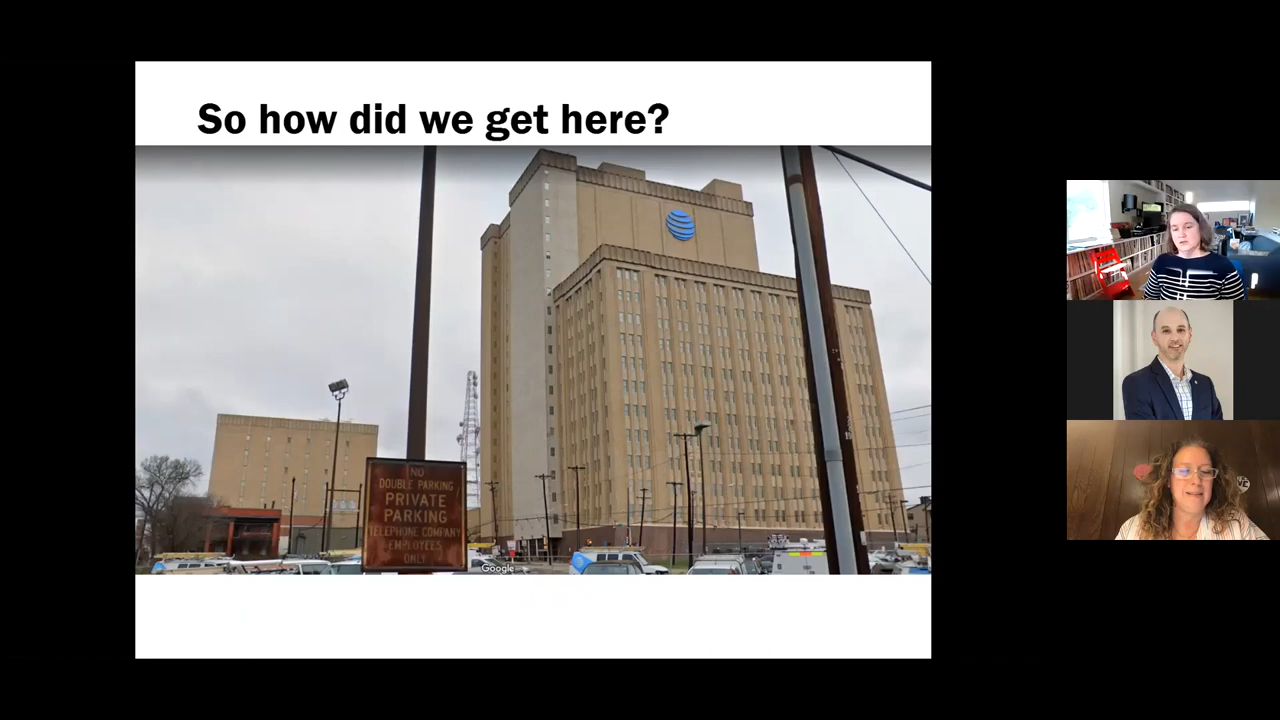 So how did we get here?
NO
DOUBLE PARKING
PRIVATE
PARKING
TELEPHONE COMPANY
EMPLOYEES
ONLY
Google